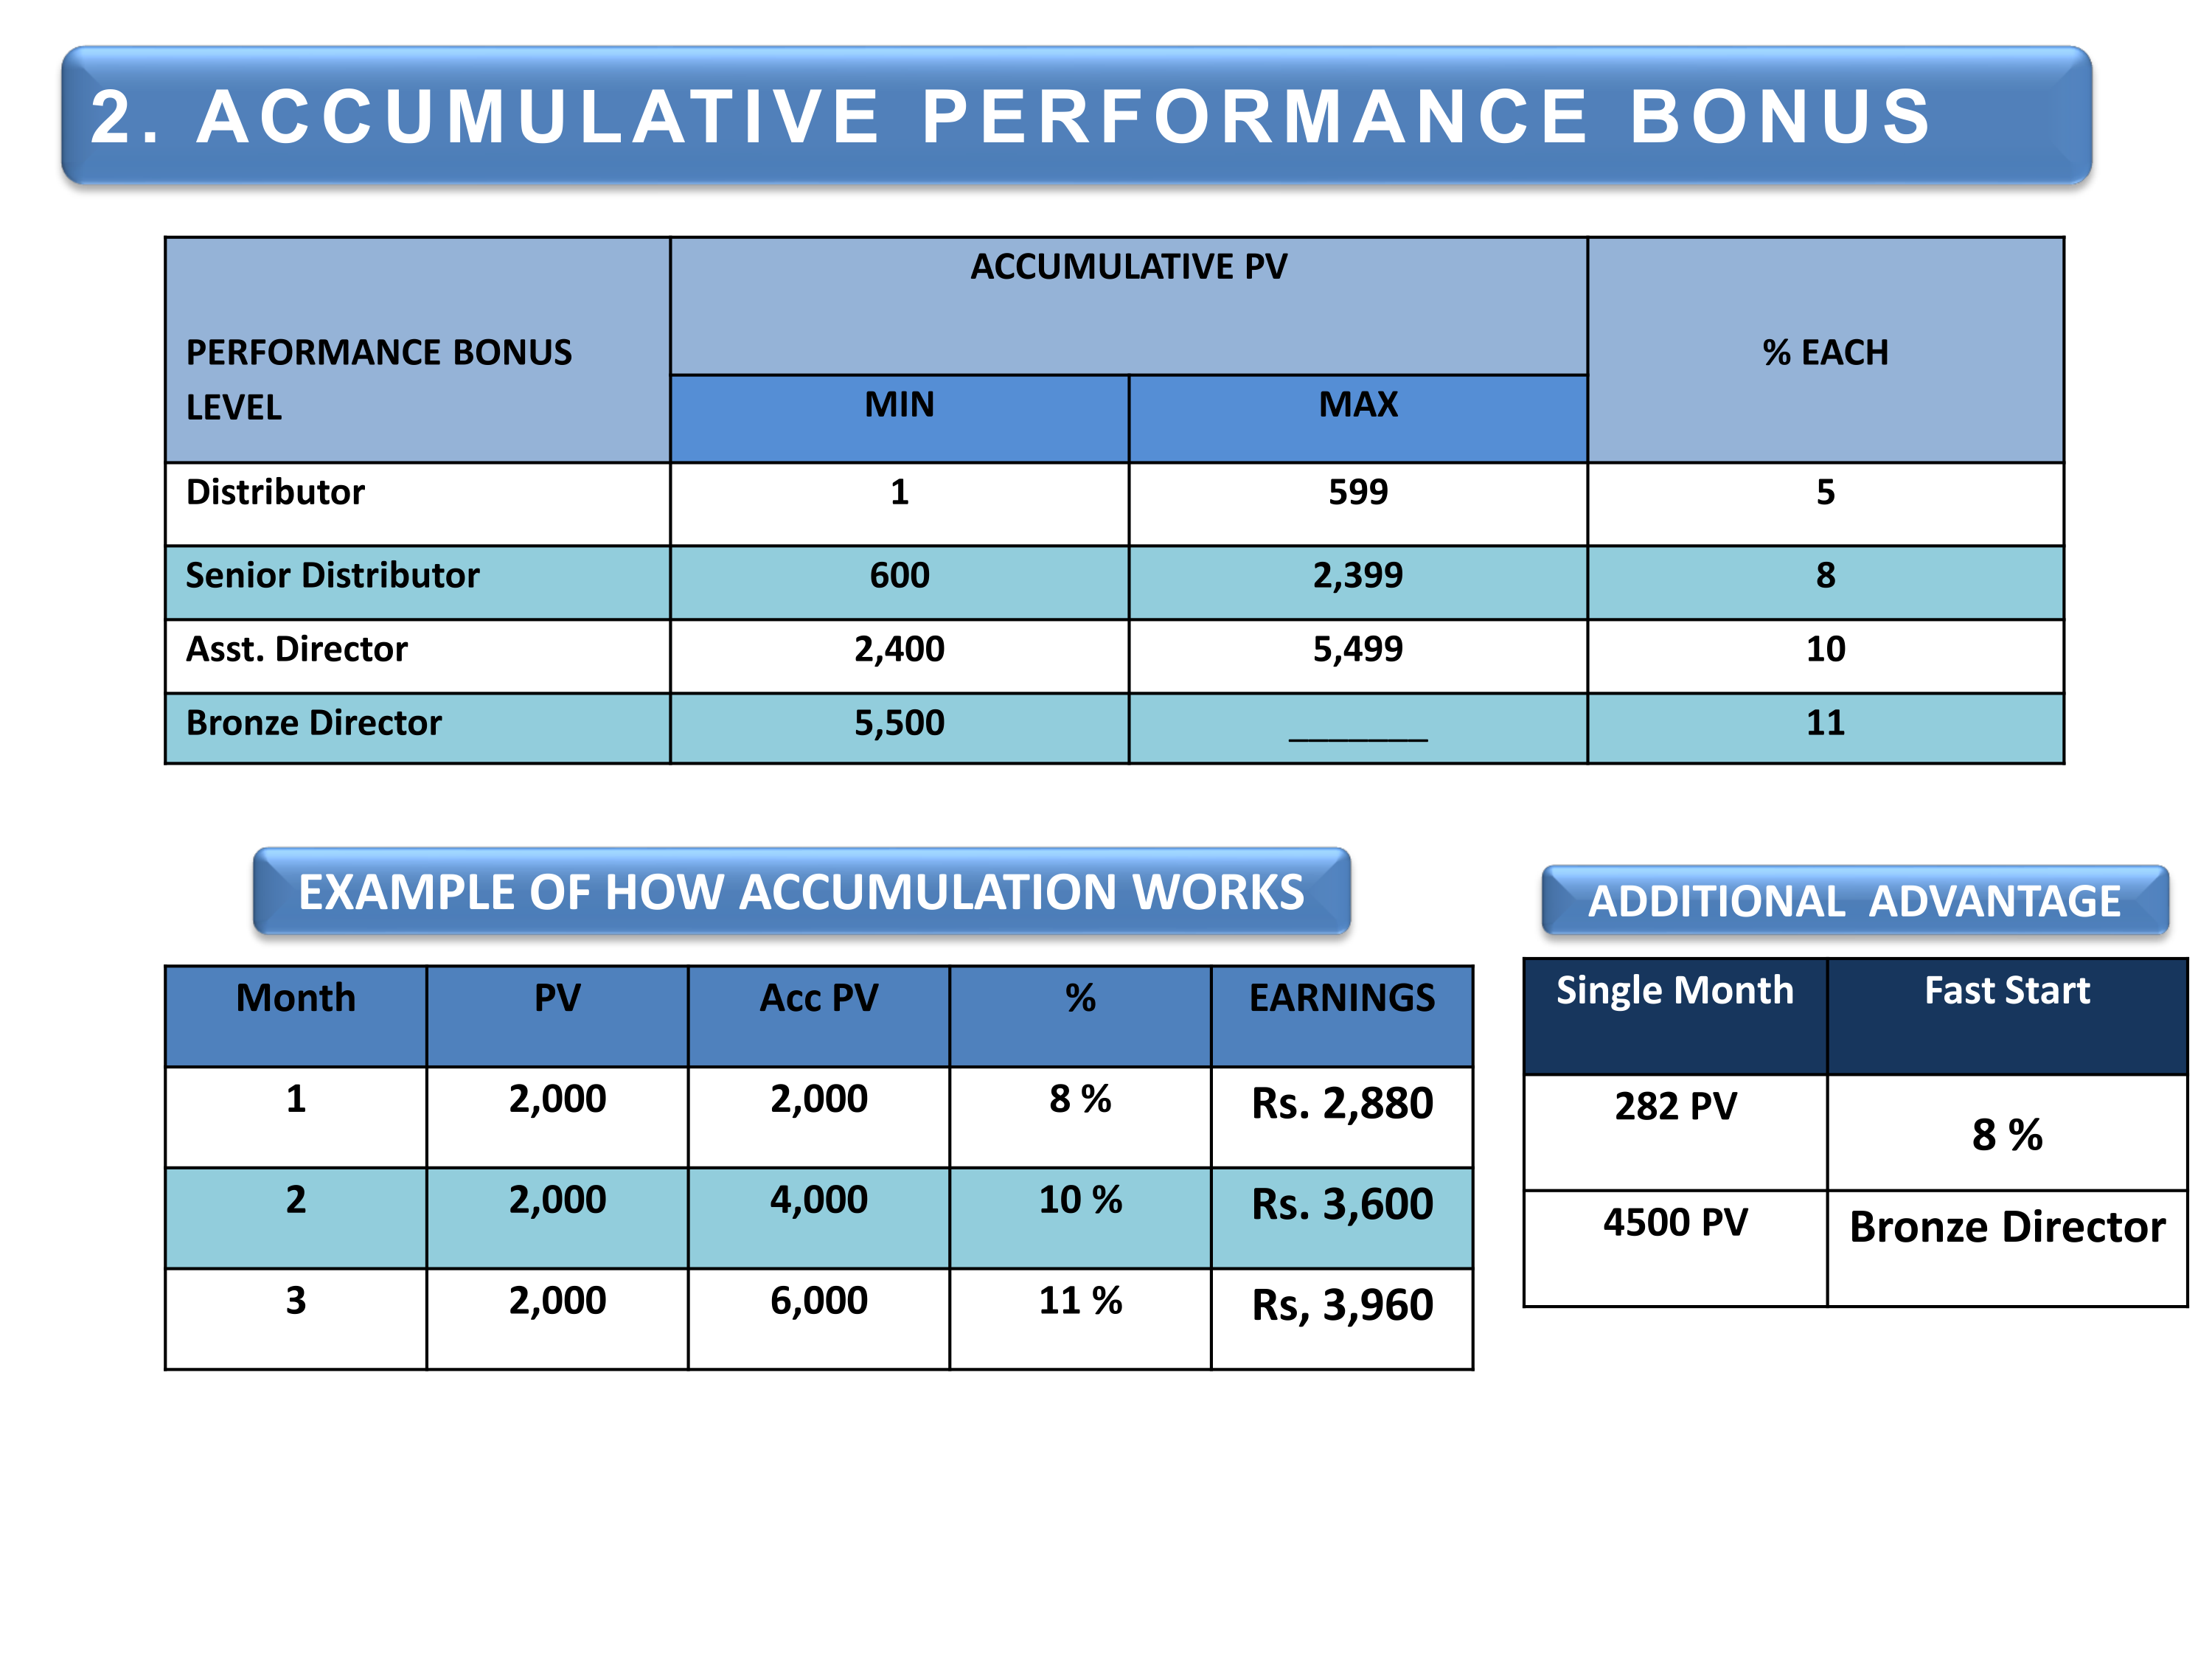 2. ACCUMULATIVE PERFORMANCE BONUS
PERFORMANCE BONUS
LEVEL
ACCUMULATIVE PV
% EACH
MIN MAX
Distributor 1 599 5
Senior Distributor 600 2,399 8
Asst. Director 2,400 5,499 10
Bronze Director 5,500 _______ 11
EXAMPLE OF HOW ACCUMULATION WORKS
Month PV Acc PV % EARNINGS
1 2,000 2,000 8 % Rs. 2,880
2 2,000 4,000 10 % Rs. 3,600
3 2,000 6,000 11 % Rs, 3,960
ADDITIONAL ADVANTAGE
Single Month Fast Start
282 PV 8 %
4500 PV Bronze Director